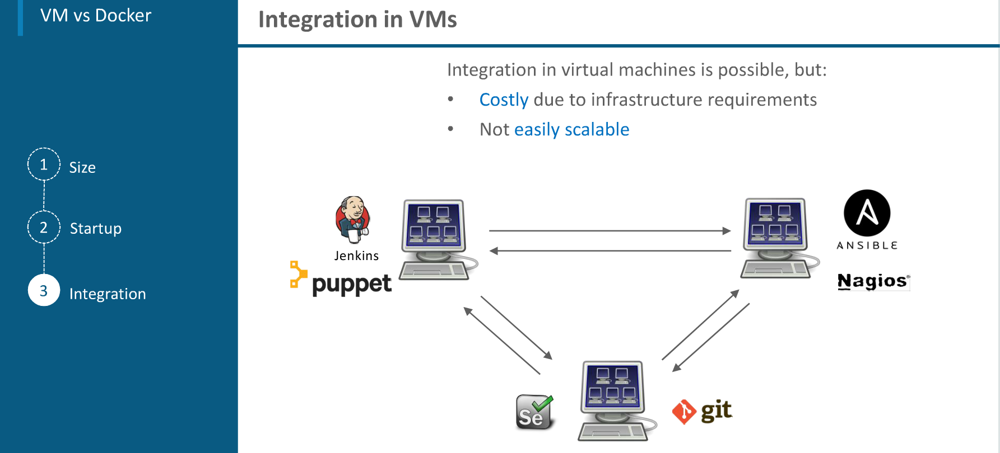 VM vs Docker
Integration in VMs
Integration in virtual machines is possible, but:
• Costly due to infrastructure requirements
• Not easily scalable
1 Size
2 Startup
3 Integration
Jenkins
puppet
A
ANSIBLE
Nagios®
Se
git